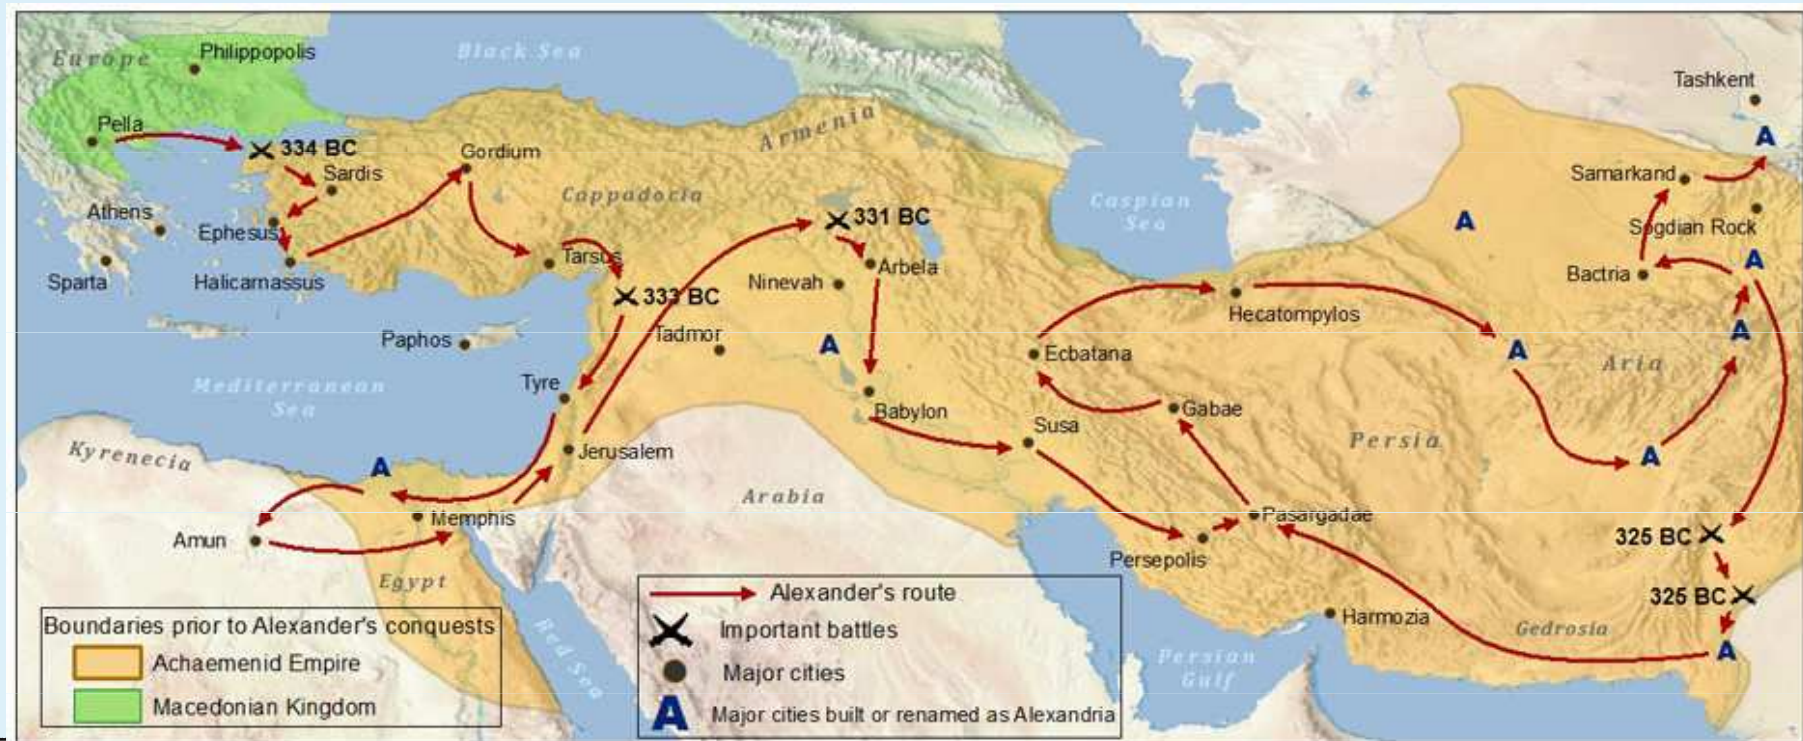 Europe
Philippopolis
Black Sea
Tashkent
Pella
334 BC
Armenia
Gordium
Sardis
Cappadocia
Samarkand
Caspian
Sea
Athens
Ephesus
331 BC
Sogdian Rock
Sparta
Halicarnassus
Tarsus
Ninevah
Arbela
Bactria
333 BC
Hecatompylos
Paphos
Tadmor
Ecbatana
Aria
Mediterranean
Sea
Tyre
Babylon
Susa
Gabae
Persia
Kyrenecia
Jerusalem
Arabia
Amun
Memphis
Pasargadae
Persepolis
325 BC
Egypt
Red Sea
325 BC
Harmozia
Gedrosia
Persian
Gulf
A
A
A
A
A
A
A
A
A
Boundaries prior to Alexander's conquests
Achaemenid Empire
Macedonian Kingdom
Alexander's route
Important battles
Major cities
A Major cities built or renamed as Alexandria